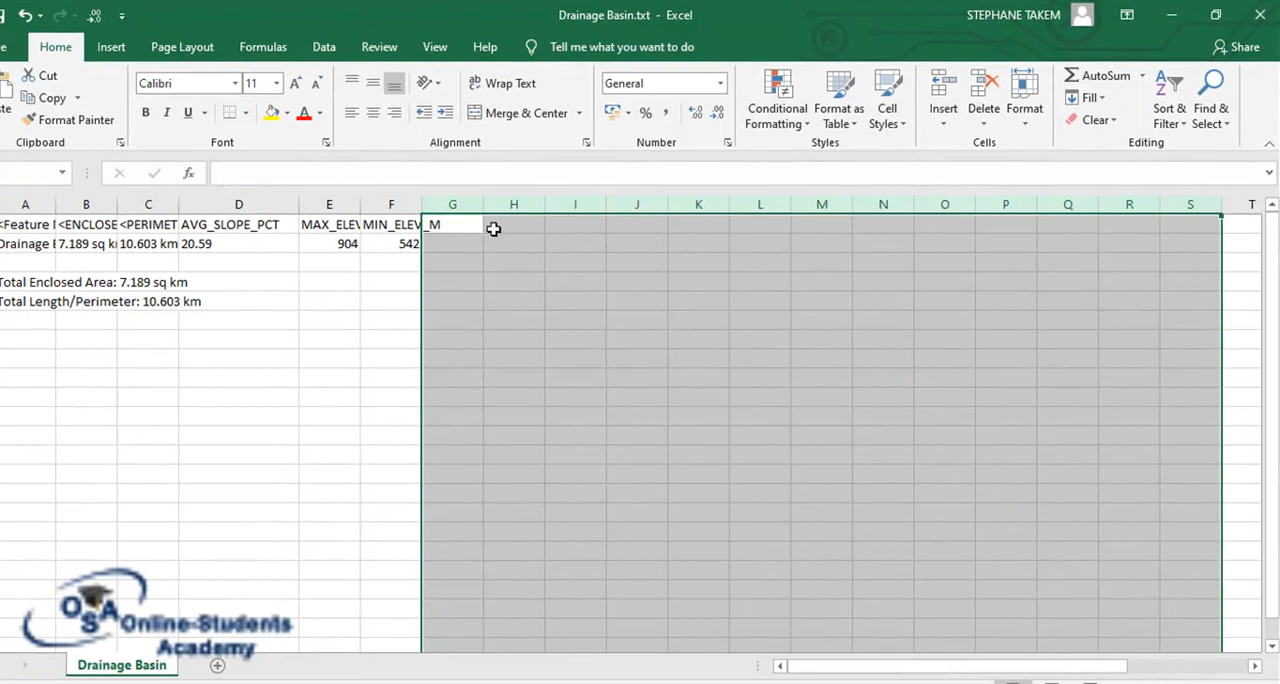 Drainage Basin.txt - Excel
STEPHANE TAKEM
Home Insert Page Layout Formulas Data Review View Help Tell me what you want to do Share
Cut
Copy
Format Painter
Clipboard
Calibri 11
B I U
Font
Wrap Text
Merge & Center
Alignment
General
%
Number
Conditional Formatting
Format as Table
Cell Styles
Styles
Insert Delete Format
Cells
AutoSum
Fill
Clear
Sort & Filter
Find & Select
Editing
fx
A B C D E F G H I J K L M N O P Q R S T
<Feature <ENCLOSE <PERIMET AVG_SLOPE_PCT MAX_ELEV MIN_ELEV_M
Drainage 7.189 sq k 10.603 km 20.59 904 542
Total Enclosed Area: 7.189 sq km
Total Length/Perimeter: 10.603 km
OSA Online-Students Academy
Drainage Basin